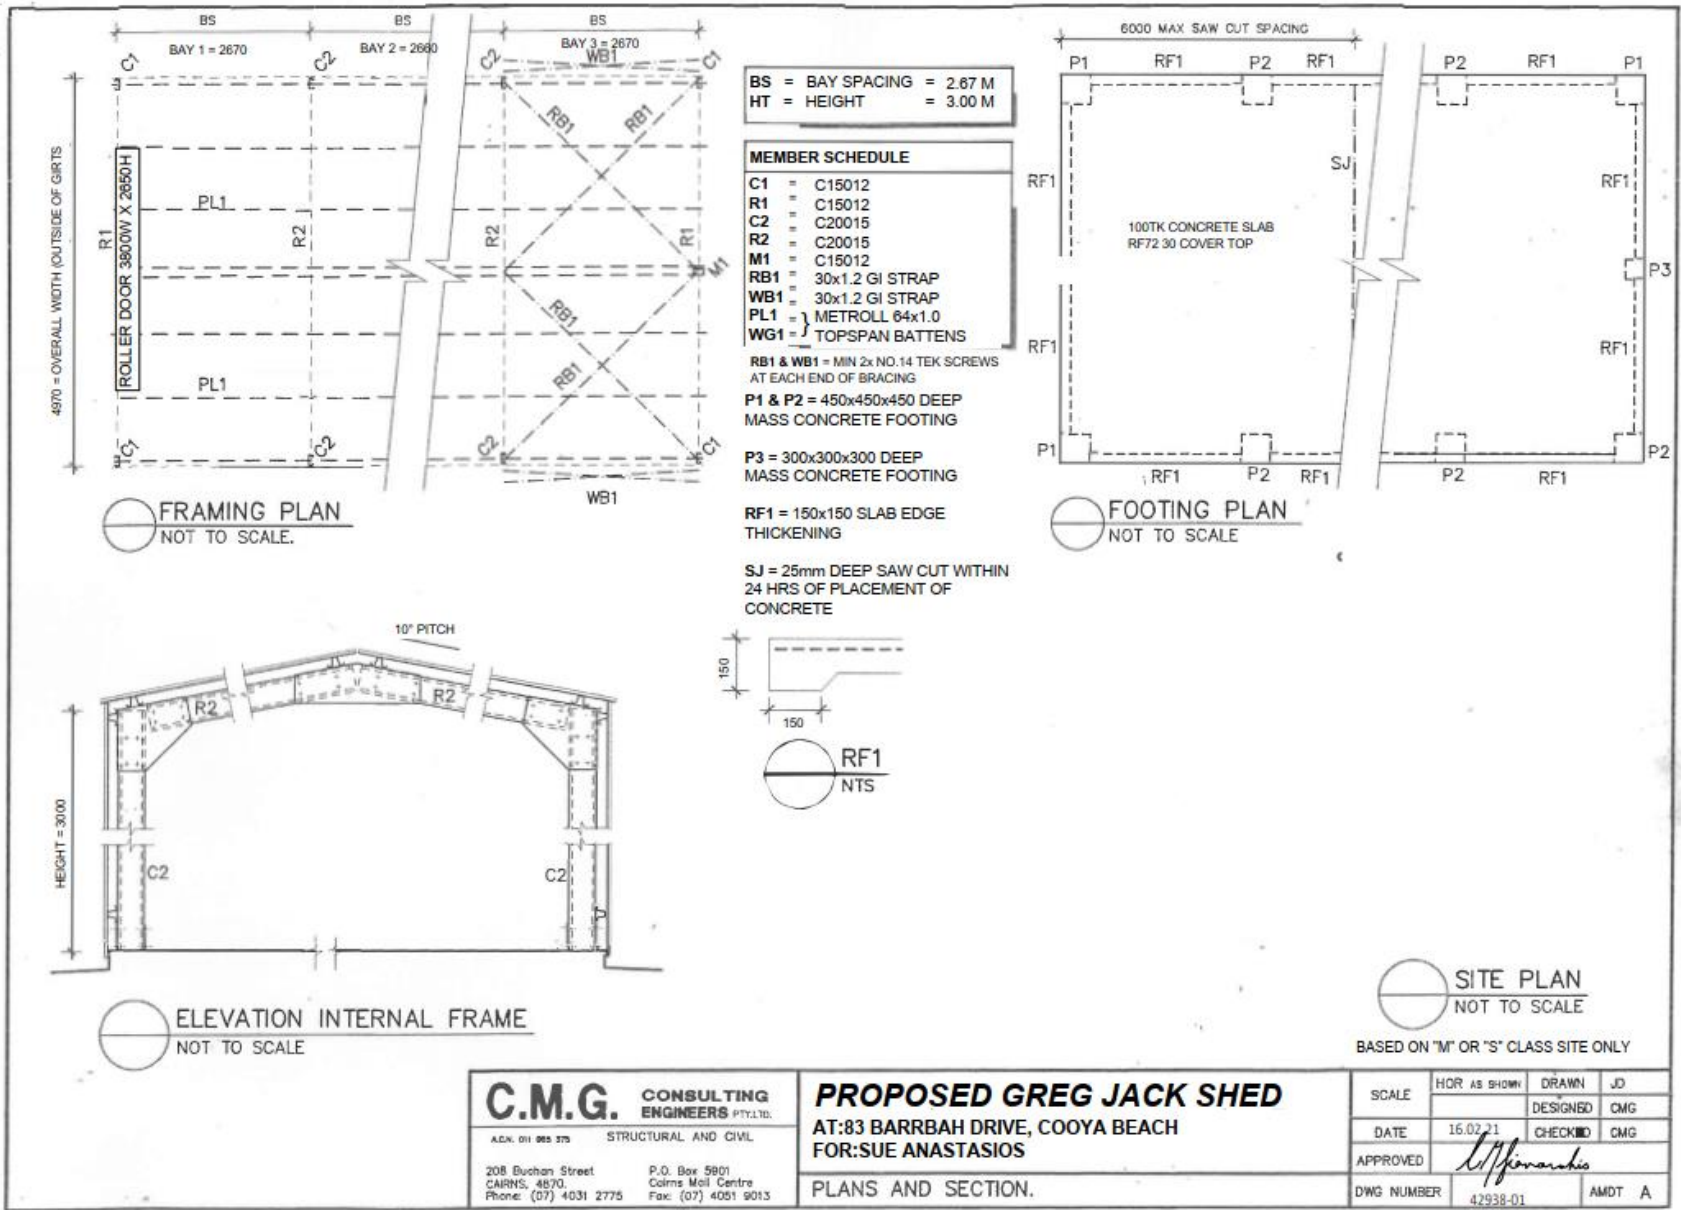 BS BS BS
BAY 1 = 2670 BAY 2 = 2660 BAY 3 = 2670
WB1
C1 C2 C2 C1
RB1 RB1
4970 = OVERALL WIDTH (OUTSIDE OF GIRTS
ROLLER DOOR 3800W X 2650H
PL1
R1 R2 R2 R1
M1
RB1
RB1
PL1
C1 C2 C2 C1
WB1
FRAMING PLAN
NOT TO SCALE.
BS = BAY SPACING = 2.67 M
HT = HEIGHT = 3.00 M
MEMBER SCHEDULE
C1 = C15012
R1 = C15012
C2 = C20015
R2 = C20015
M1 = C15012
RB1 = 30x1.2 GI STRAP
WB1 = 30x1.2 GI STRAP
PL1 = } METROLL 64x1.0
WG1 = TOPSPAN BATTENS
RB1 & WB1 = MIN 2x NO.14 TEK SCREWS
AT EACH END OF BRACING
P1 & P2 = 450x450x450 DEEP
MASS CONCRETE FOOTING
P3 = 300x300x300 DEEP
MASS CONCRETE FOOTING
RF1 = 150x150 SLAB EDGE
THICKENING
SJ = 25mm DEEP SAW CUT WITHIN
24 HRS OF PLACEMENT OF
CONCRETE
6000 MAX SAW CUT SPACING
P1 RF1 P2 RF1 P2 RF1 P1
SJ
RF1 RF1
100TK CONCRETE SLAB
RF72 30 COVER TOP
P3
RF1 RF1
P1 P2
RF1 P2 RF1 P2 RF1
FOOTING PLAN
NOT TO SCALE
10° PITCH
R2 R2
HEIGHT = 3000
C2 C2
ELEVATION INTERNAL FRAME
NOT TO SCALE
150
150
RF1
NTS
SITE PLAN
NOT TO SCALE
BASED ON "M" OR "S" CLASS SITE ONLY
C.M.G. CONSULTING
ENGINEERS PTY.LTD.
A.C.N. 011 065 375 STRUCTURAL AND CIVIL
208 Buchan Street P.O. Box 5901
CAIRNS, 4870. Cairns Mail Centre
Phone: (07) 4031 2775 Fax: (07) 4051 9013
PROPOSED GREG JACK SHED
AT:83 BARRBAH DRIVE, COOYA BEACH
FOR:SUE ANASTASIOS
PLANS AND SECTION.
SCALE HOR AS SHOWN DRAWN JD
DESIGNED CMG
DATE 16.02.21 CHECKED CMG
APPROVED
DWG NUMBER 42938-01 AMDT A